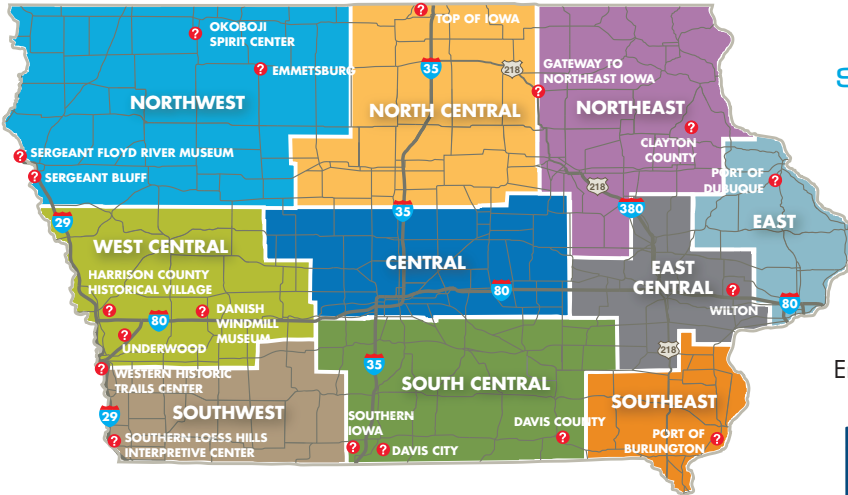 OKOBOJI
SPIRIT CENTER
TOP OF IOWA
EMMETSBURG
35
218
GATEWAY TO
NORTHEAST IOWA
NORTHWEST
NORTH CENTRAL
NORTHEAST
S
SERGEANT FLOYD RIVER MUSEUM
SERGEANT BLUFF
CLAYTON
COUNTY
PORT OF
DUBUQUE
218
29
35
380
EAST
WEST CENTRAL
CENTRAL
EAST
CENTRAL
HARRISON COUNTY
HISTORICAL VILLAGE
80
DANISH
WINDMILL
MUSEUM
80
WiLTON
80
UNDERWOOD
218
WESTERN HISTORIC
TRAILS CENTER
35
SOUTH CENTRAL
SOUTHWEST
SOUTHEAST
29
SOUTHERN
IOWA
DAVIS COUNTY
SOUTHERN LOESS HILLS
INTERPRETIVE CENTER
DAVIS CITY
PORT OF
BURLINGTON